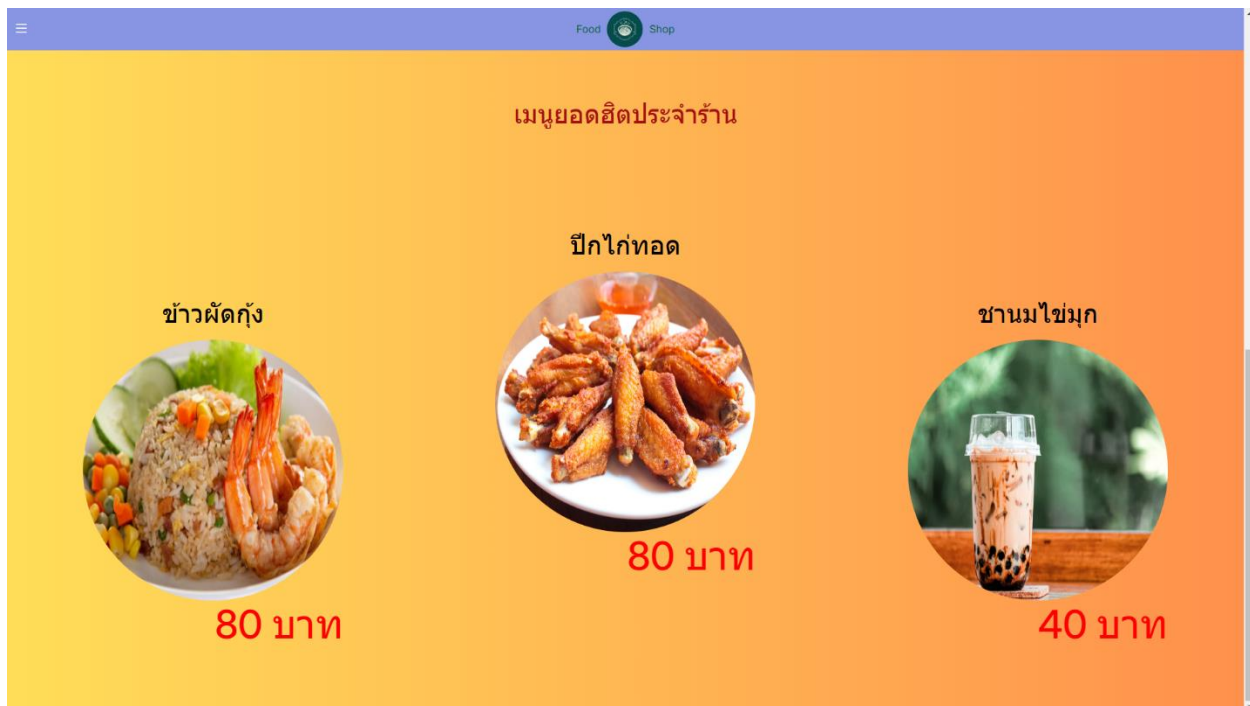 Food Shop
เมนูยอดฮิตประจำร้าน
ข้าวผัดกุ้ง
80 บาท
ปีกไก่ทอด
80 บาท
ชานมไข่มุก
40 บาท